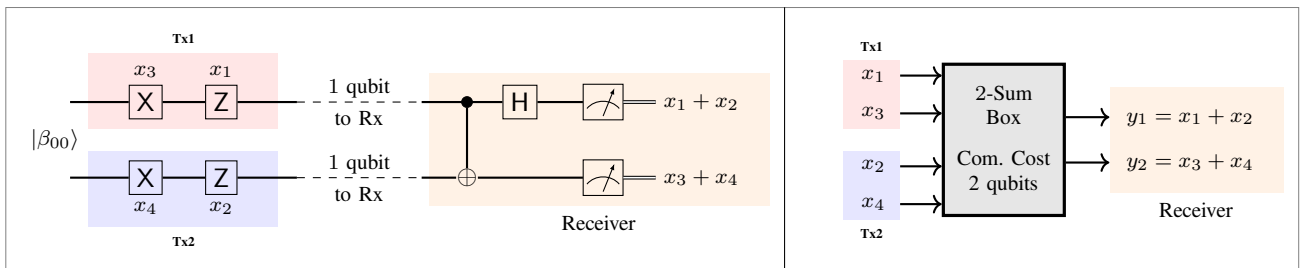 Tx1
x₃ x₁
X Z
1 qubit
to Rx
H
x₁ + x₂
|β₀₀⟩
X Z
x₄ x₂
1 qubit
to Rx
x₃ + x₄
Tx2
Receiver
Tx1
x₁
x₃
x₂
x₄
Tx2
2-Sum
Box
Com. Cost
2 qubits
y₁ = x₁ + x₂
y₂ = x₃ + x₄
Receiver